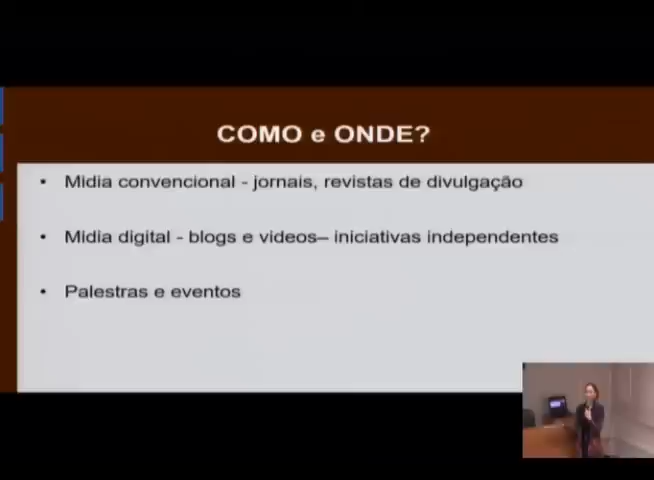 COMO e ONDE?
• Midia convencional - jornais, revistas de divulgação
• Midia digital - blogs e videos– iniciativas independentes
• Palestras e eventos